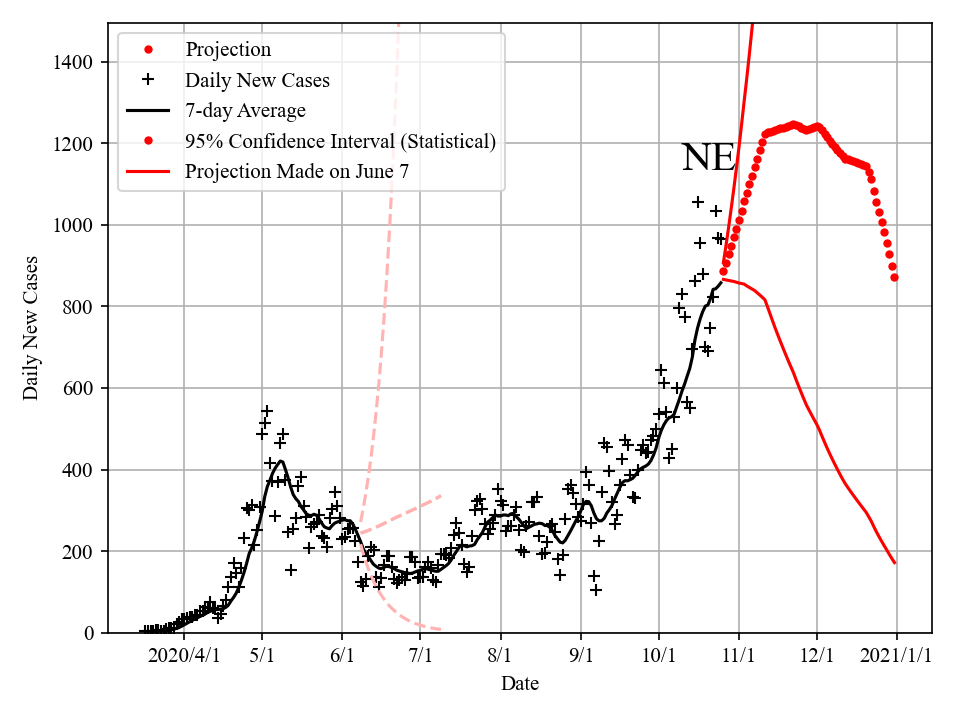 Projection
Daily New Cases
7-day Average
95% Confidence Interval (Statistical)
Projection Made on June 7
NE
1400
1200
1000
800
600
400
200
0
Daily New Cases
2020/4/1 5/1 6/1 7/1 8/1 9/1 10/1 11/1 12/1 2021/1/1
Date